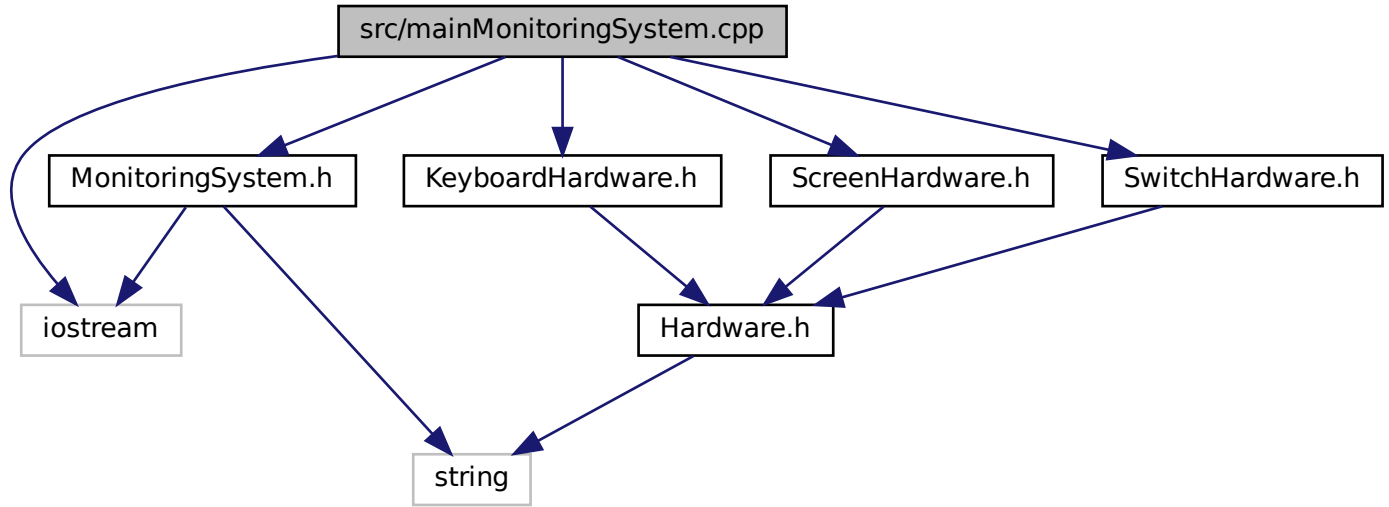 src/mainMonitoringSystem.cpp
MonitoringSystem.h
KeyboardHardware.h
ScreenHardware.h
SwitchHardware.h
iostream
Hardware.h
string